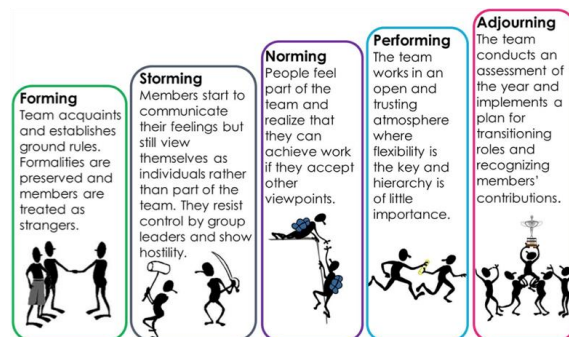 Forming
Team acquaints
and establishes
ground rules.
Formalities are
preserved and
members are
treated as
strangers.
Storming
Members start to
communicate
their feelings but
still view
themselves as
individuals rather
than part of the
team. They resist
control by group
leaders and show
hostility.
Norming
People feel
part of the
team and
realize that
they can
achieve work
if they accept
other
viewpoints.
Performing
The team
works in an
open and
trusting
atmosphere
where
flexibility is
the key and
hierarchy is
of little
importance.
Adjourning
The team
conducts an
assessment of
the year and
implements a
plan for
transitioning
roles and
recognizing
members'
contributions.